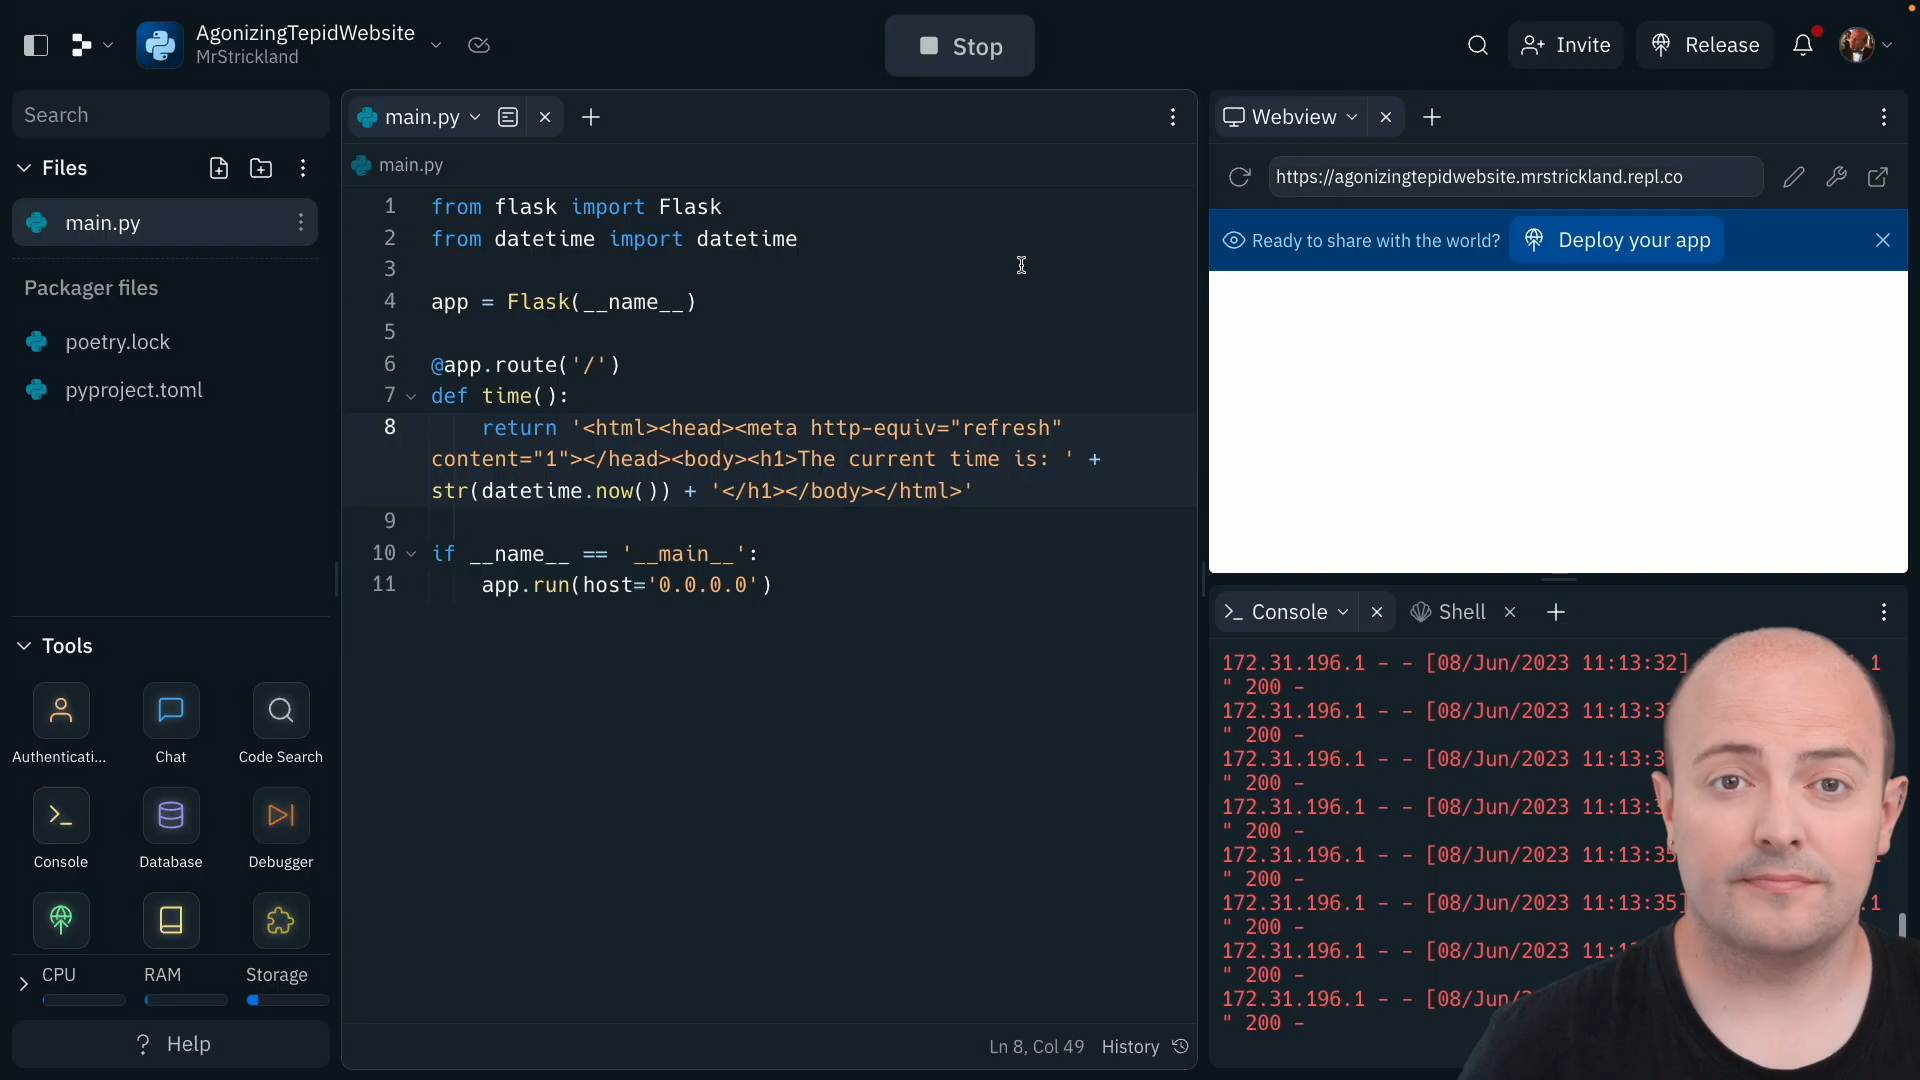 AgonizingTepidWebsite
MrStrickland
Stop
Invite
Release
Search
Files
main.py
Packager files
poetry.lock
pyproject.toml
Tools
Authenticati...
Chat
Code Search
Console
Database
Debugger
CPU
RAM
Storage
? Help
main.py
main.py
1 from flask import Flask
2 from datetime import datetime
3
4 app = Flask(__name__)
5
6 @app.route('/')
7 def time():
8 return '<html><head><meta http-equiv="refresh"
content="1"></head><body><h1>The current time is: ' +
str(datetime.now()) + '</h1></body></html>'
9
10 if __name__ == '__main__':
11 app.run(host='0.0.0.0')
Ln 8, Col 49 History
Webview
https://agonizingtepidwebsite.mrstrickland.repl.co
Ready to share with the world? Deploy your app
>_ Console
Shell
172.31.196.1 - - [08/Jun/2023 11:13:32] .1
" 200 -
172.31.196.1 - - [08/Jun/2023 11:13:3
" 200 -
172.31.196.1 - - [08/Jun/2023 11:13:3
" 200 -
172.31.196.1 - - [08/Jun/2023 11:13:3
" 200 -
172.31.196.1 - - [08/Jun/2023 11:13:35
" 200 -
172.31.196.1 - - [08/Jun/2023 11:13:35] .1
" 200 -
172.31.196.1 - - [08/Jun/2023 11:1
" 200 -
172.31.196.1 - - [08/Jun/
" 200 -